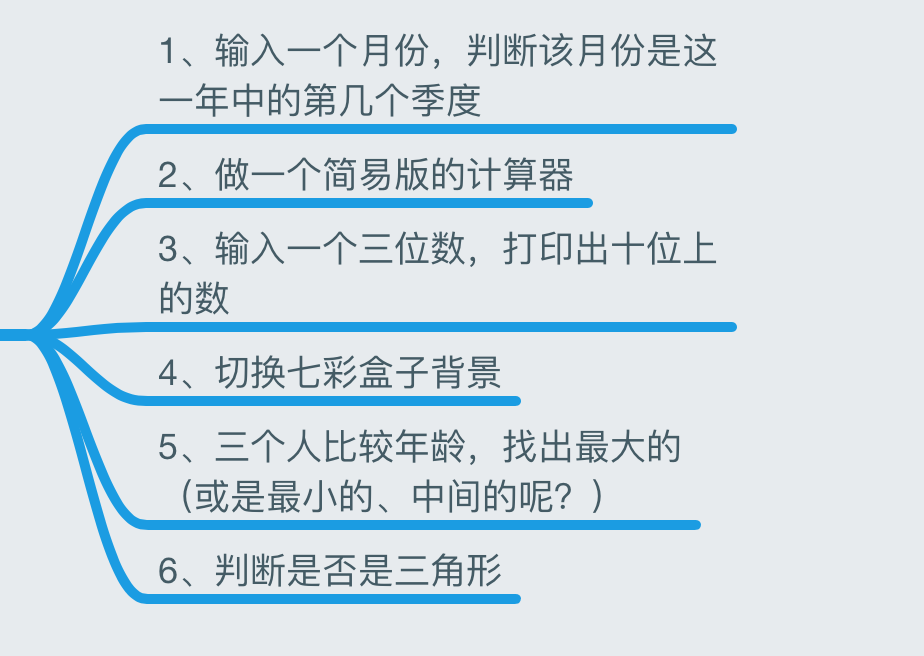 1、输入一个月份，判断该月份是这
一年中的第几个季度
2、做一个简易版的计算器
3、输入一个三位数，打印出十位上
的数
4、切换七彩盒子背景
5、三个人比较年龄，找出最大的
（或是最小的、中间的呢？）
6、判断是否是三角形